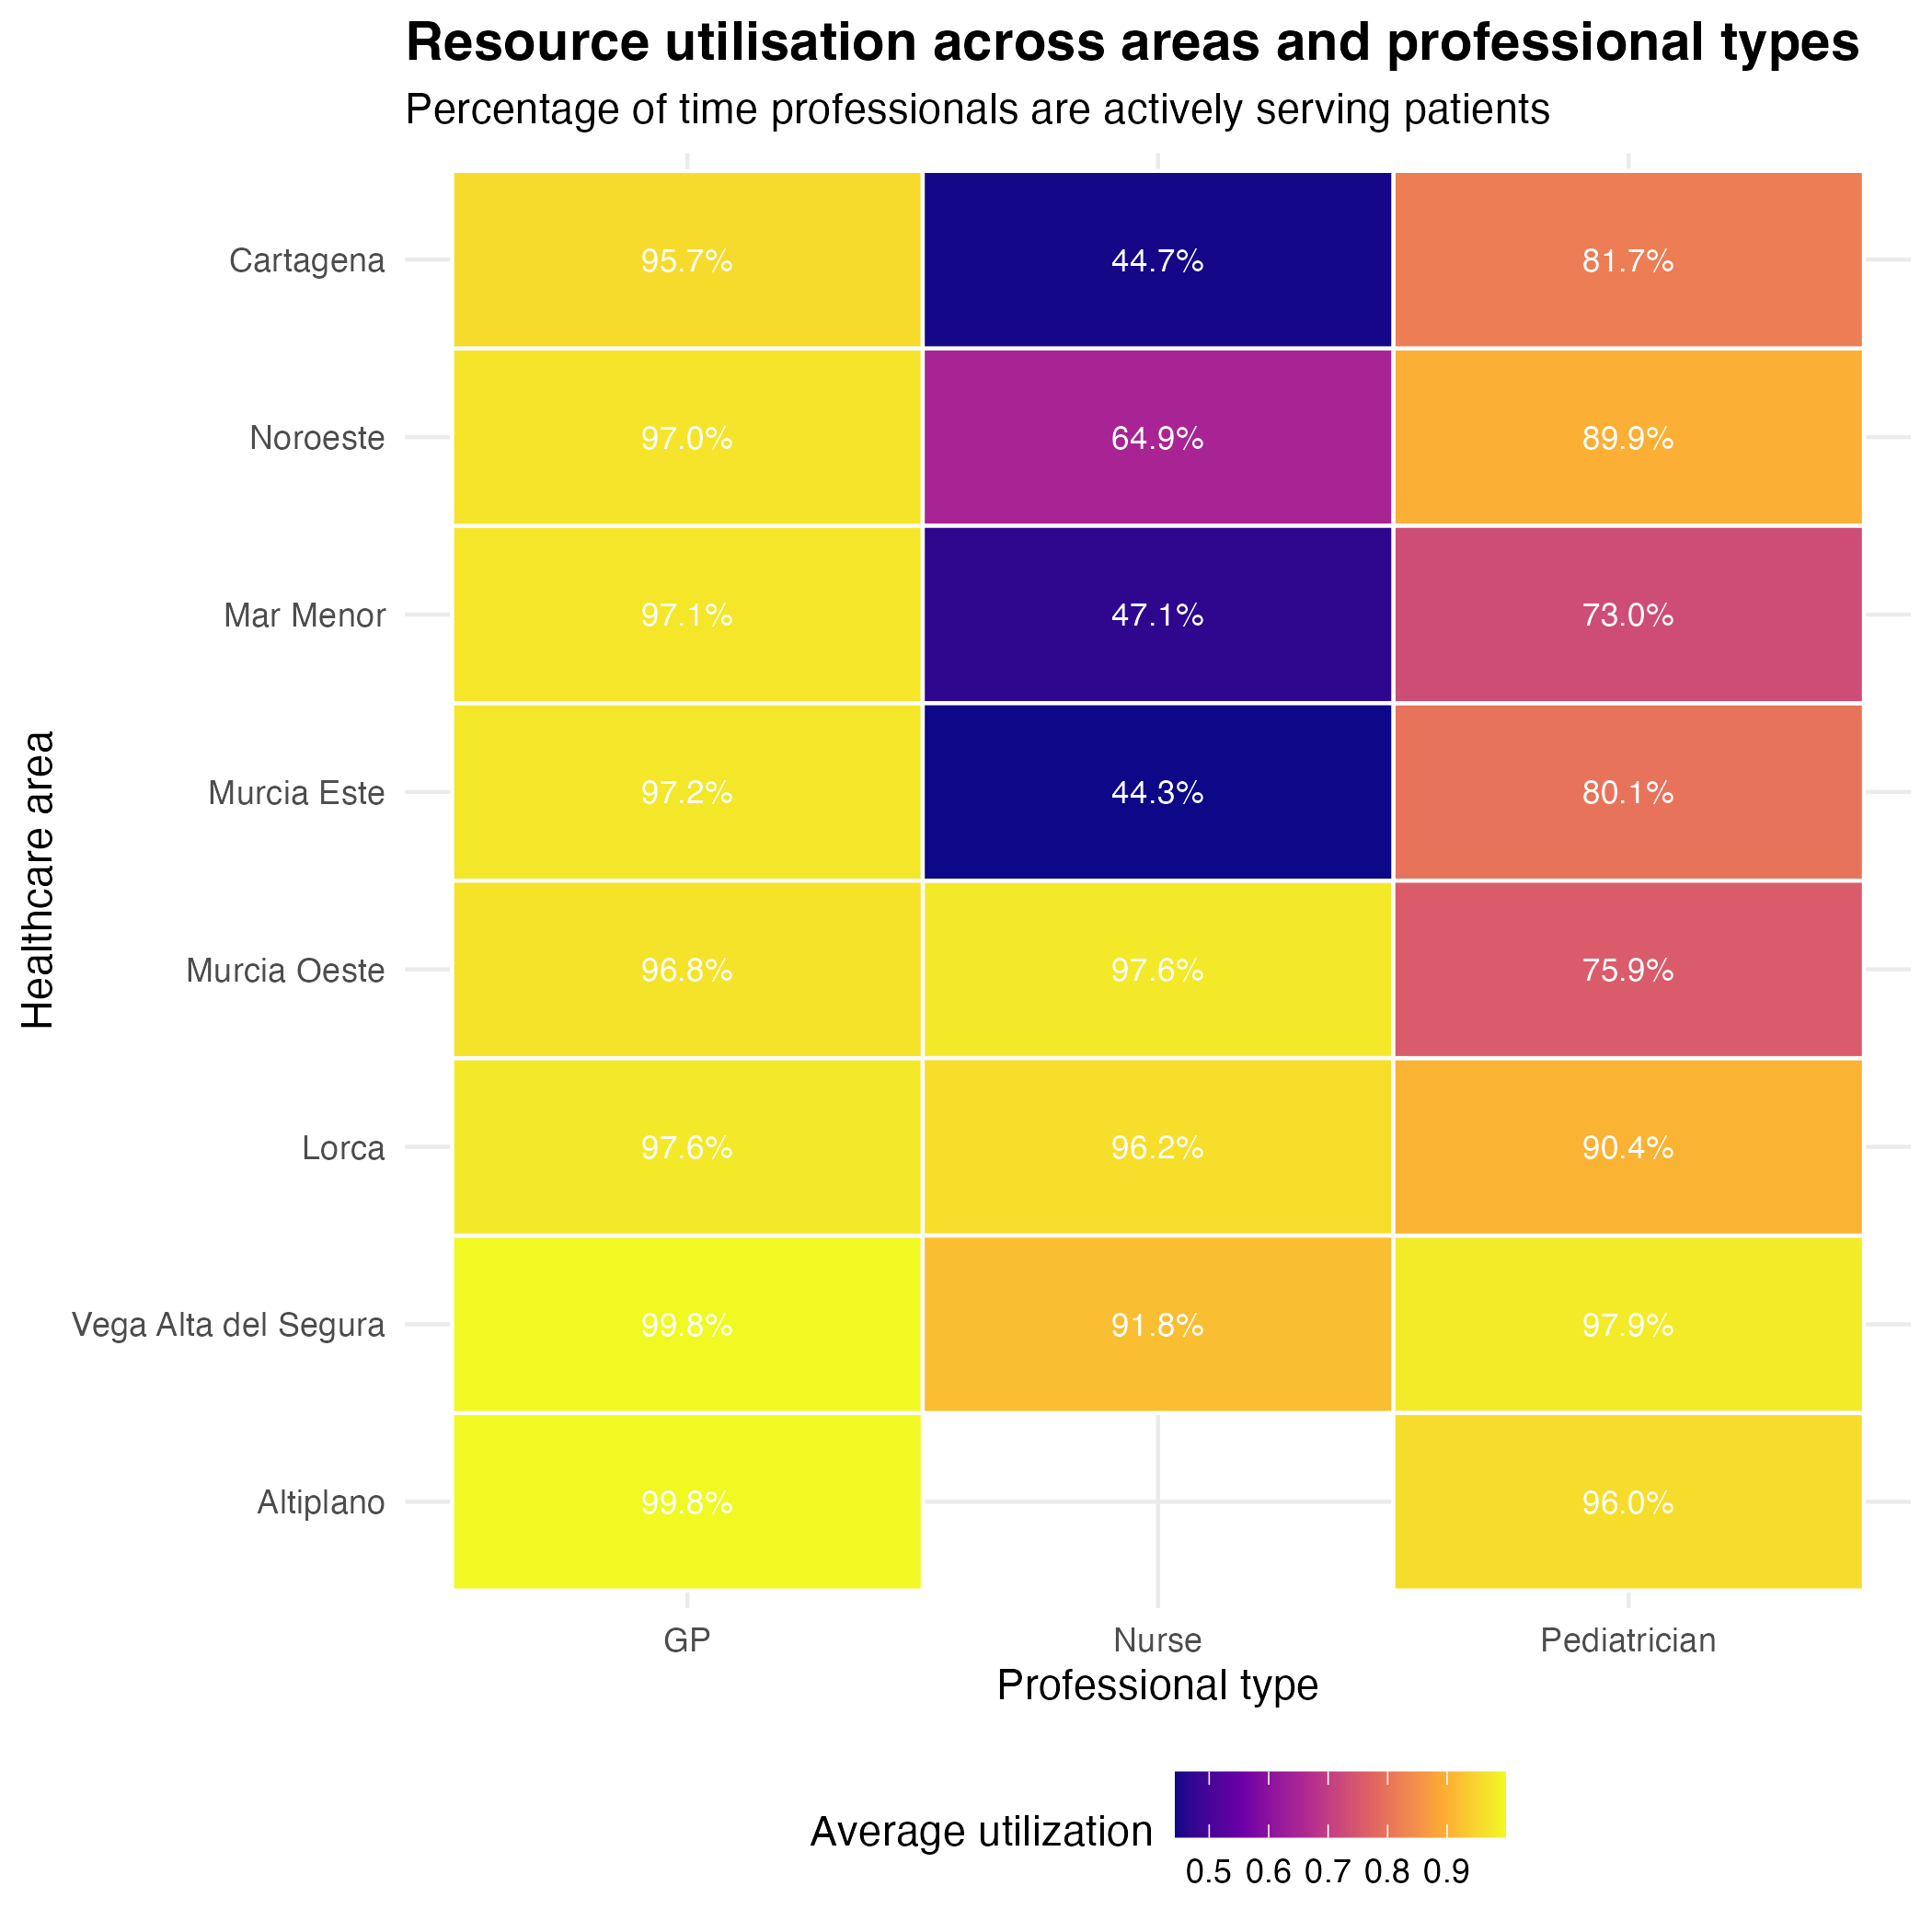 Resource utilisation across areas and professional types
Percentage of time professionals are actively serving patients
Healthcare area
Cartagena 95.7% 44.7% 81.7%
Noroeste 97.0% 64.9% 89.9%
Mar Menor 97.1% 47.1% 73.0%
Murcia Este 97.2% 44.3% 80.1%
Murcia Oeste 96.8% 97.6% 75.9%
Lorca 97.6% 96.2% 90.4%
Vega Alta del Segura 99.8% 91.8% 97.9%
Altiplano 99.8% 96.0%
GP Nurse Pediatrician
Professional type
Average utilization
0.5 0.6 0.7 0.8 0.9